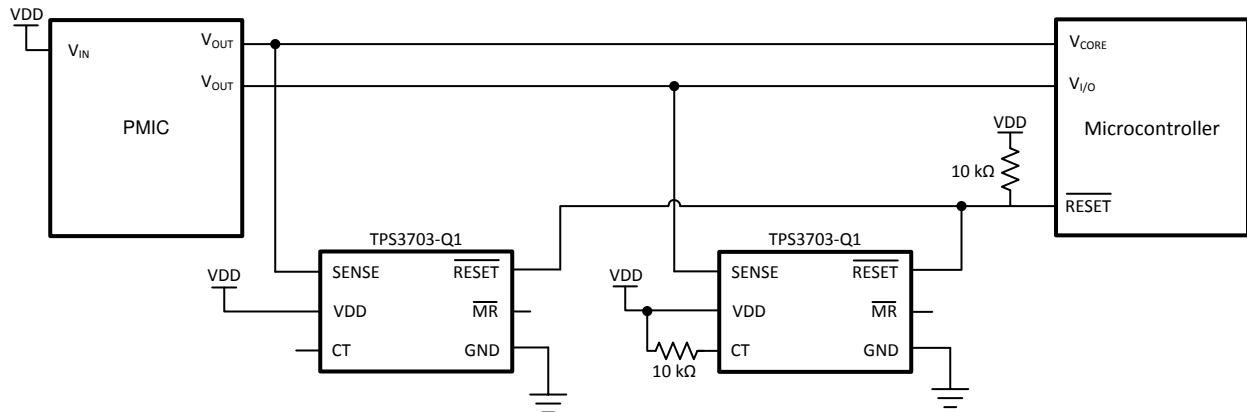 VDD
VIN
VOUT
VOUT
PMIC
VCORE
VI/O
Microcontroller
RESET
VDD
10 kΩ
TPS3703-Q1
SENSE
RESET
VDD
MR
CT
GND
VDD
TPS3703-Q1
SENSE
RESET
VDD
MR
CT
GND
VDD
10 kΩ